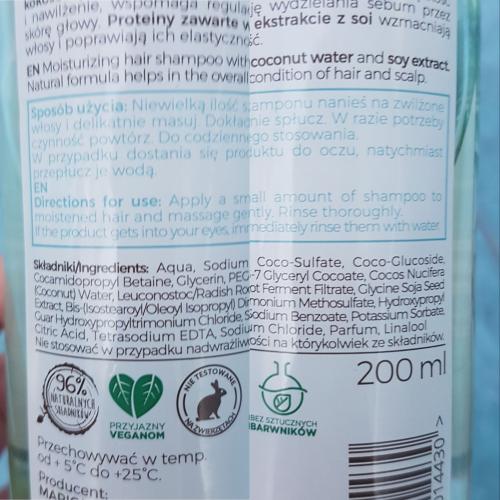 i nawilżenie, wspomaga regulację wydzielania sebum przez
skórę głowy. Proteiny zawarte w ekstrakcie z soi wzmacniają
włosy i poprawiają ich elastyczność.
EN Moisturizing hair shampoo with coconut water and soy extract.
Natural formula helps in the overall condition of hair and scalp.
Sposób użycia: Niewielką ilość szamponu nanieś na zwilżone
włosy i delikatnie masuj. Dokładnie spłucz. W razie potrzeby
czynność powtórz. Do codziennego stosowania.
W przypadku dostania się produktu do oczu, natychmiast
przepłucz je wodą.
EN
Directions for use: Apply a small amount of shampoo to
moistened hair and massage gently. Rinse thoroughly.
If the product gets into your eyes, immediately rinse them with water.
Składniki/Ingredients: Aqua, Sodium Coco-Sulfate, Coco-Glucoside,
Cocamidopropyl Betaine, Glycerin, PEG-7 Glyceryl Cocoate, Cocos Nucifera
(Coconut) Water, Leuconostoc/Radish Root Ferment Filtrate, Glycine Soja Seed
Extract, Bis-(Isostearoyl/Oleoyl Isopropyl) Dimonium Methosulfate, Hydroxypropyl
Guar Hydroxypropyltrimonium Chloride, Sodium Benzoate, Potassium Sorbate,
Citric Acid, Tetrasodium EDTA, Sodium Chloride, Parfum, Linalool
Nie stosować w przypadku nadwrażliwości na którykolwiek ze składników.
200 ml
96%
NATURALNYCH
SKŁADNIKÓW
PRZYJAZNY
VEGANOM
NIE TESTOWANE
NA ZWIERZĘTACH
BEZ SZTUCZNYCH
BARWNIKÓW
Przechowywać w temp.
od +5°C do +25°C.
Producent:
014430
>